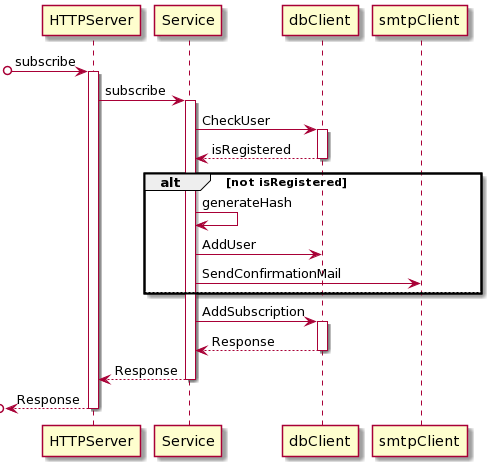 HTTPServer Service dbClient smtpClient
subscribe
subscribe
CheckUser
isRegistered
alt [not isRegistered]
generateHash
AddUser
SendConfirmationMail
AddSubscription
Response
Response
Response
HTTPServer Service dbClient smtpClient